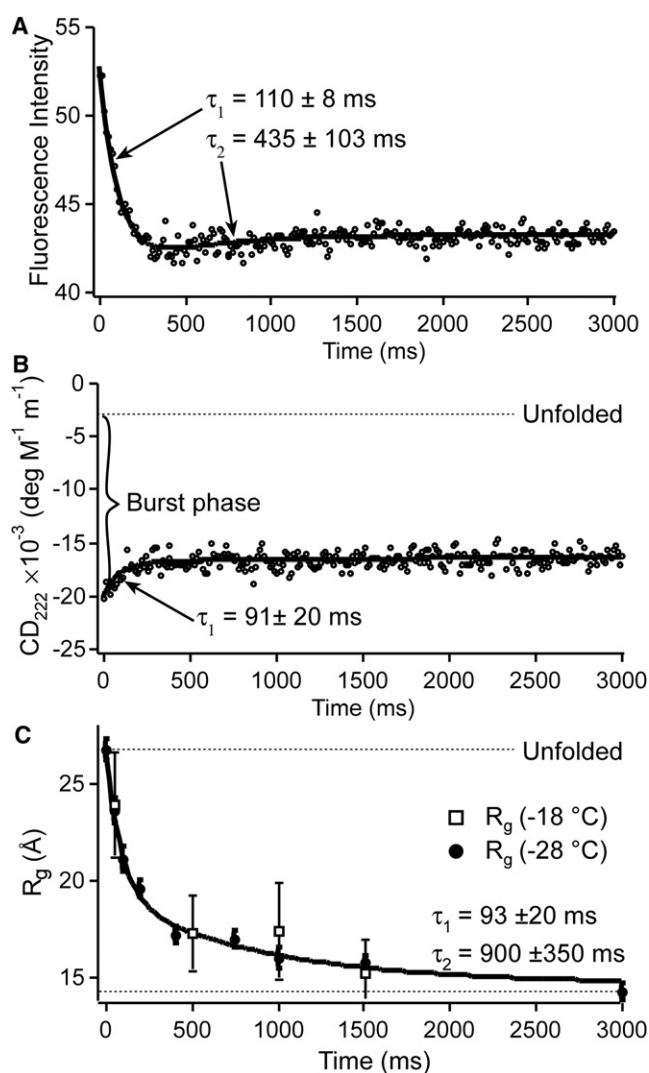 A
Fluorescence Intensity
55
50
45
40
τ1 = 110 ± 8 ms
τ2 = 435 ± 103 ms
0 500 1000 1500 2000 2500 3000
Time (ms)
B
CD222 ×10-3 (deg M-1 m-1)
0
-5
-10
-15
-20
-25
Unfolded
Burst phase
τ1 = 91± 20 ms
0 500 1000 1500 2000 2500 3000
Time (ms)
C
Rg (Å)
25
20
15
Unfolded
Rg (-18 °C)
Rg (-28 °C)
τ1 = 93 ±20 ms
τ2 = 900 ±350 ms
0 500 1000 1500 2000 2500 3000
Time (ms)